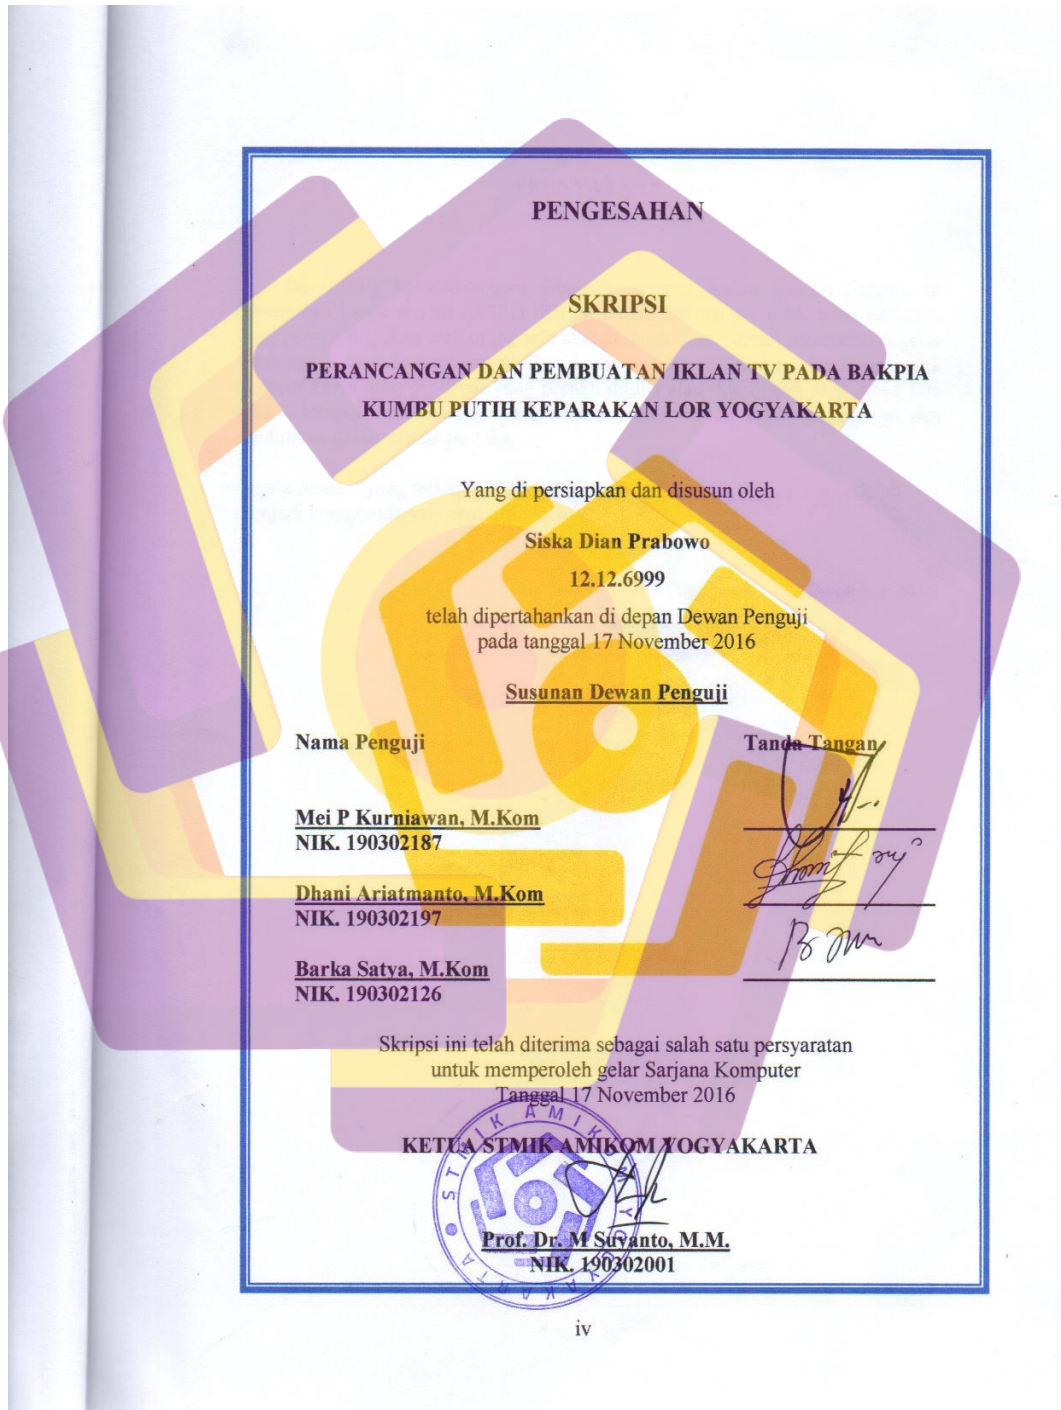 PENGESAHAN
SKRIPSI
PERANCANGAN DAN PEMBUATAN IKLAN TV PADA BAKPIA
KUMBU PUTIH KEPARAKAN LOR YOGYAKARTA
Yang di persiapkan dan disusun oleh
Siska Dian Prabowo
12.12.6999
telah dipertahankan di depan Dewan Penguji
pada tanggal 17 November 2016
Susunan Dewan Penguji
Nama Penguji Tanda Tangan
Mei P Kurniawan, M.Kom
NIK. 190302187
Dhani Ariatmanto, M.Kom
NIK. 190302197
Barka Satya, M.Kom
NIK. 190302126
Skripsi ini telah diterima sebagai salah satu persyaratan
untuk memperoleh gelar Sarjana Komputer
Tanggal 17 November 2016
KETUA STMIK AMIKOM YOGYAKARTA
STMIK AMIKOM YOGYAKARTA
Prof. Dr. M Suyanto, M.M.
NIK. 190302001
iv